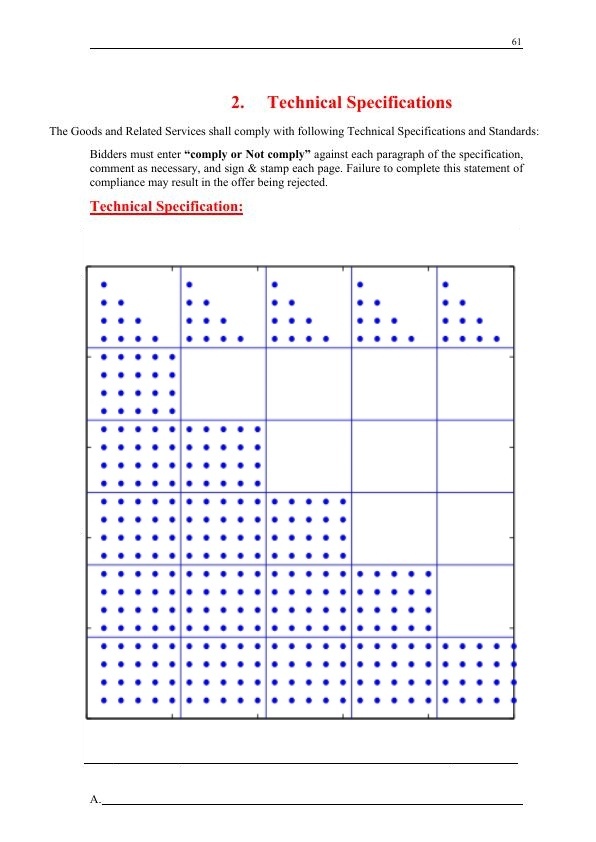 61
2. Technical Specifications
The Goods and Related Services shall comply with following Technical Specifications and Standards:
Bidders must enter “comply or Not comply” against each paragraph of the specification,
comment as necessary, and sign & stamp each page. Failure to complete this statement of
compliance may result in the offer being rejected.
Technical Specification:
A.